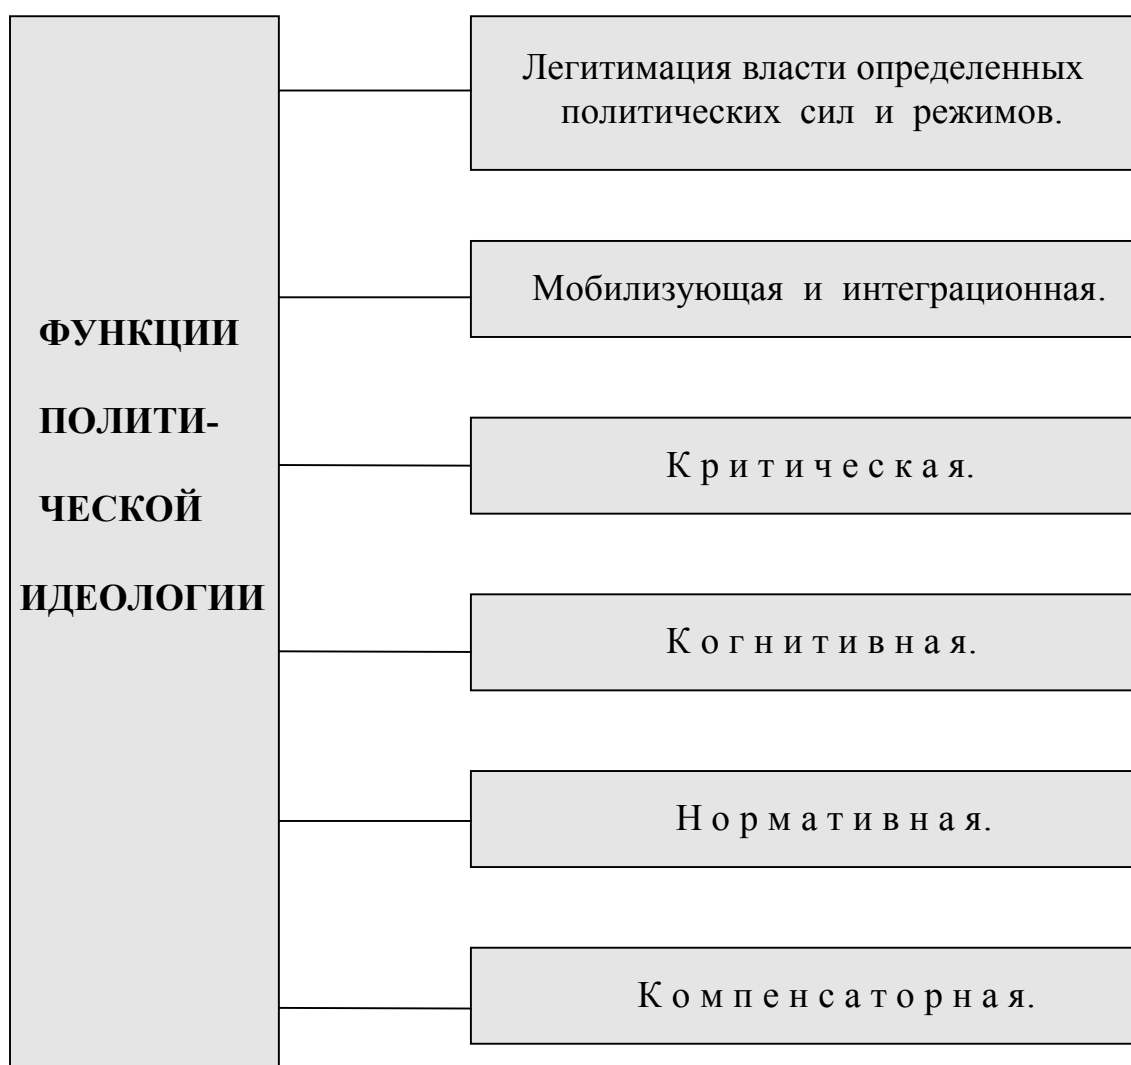 ФУНКЦИИ
ПОЛИТИ-
ЧЕСКОЙ
ИДЕОЛОГИИ
Легитимация власти определенных
политических сил и режимов.
Мобилизующая и интеграционная.
К р и т и ч е с к а я.
К о г н и т и в н а я.
Н о р м а т и в н а я.
К о м п е н с а т о р н а я.